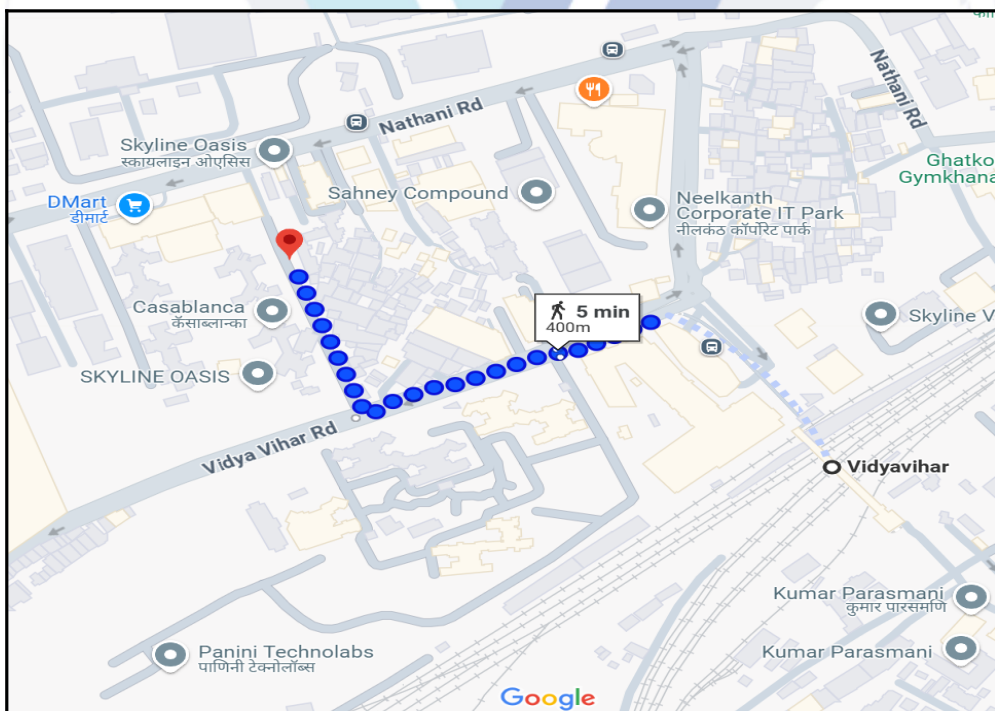 Nathani Rd
Nathani Rd
Skyline Oasis
स्कायलाइन ओएसिस
Ghatko
Gymkhana
DMart
डीमार्ट
Sahney Compound
Neelkanth
Corporate IT Park
नीलकंठ कॉर्पोरेट पार्क
Casablanca
कॅसाब्लान्का
5 min
400m
Skyline V
SKYLINE OASIS
Vidya Vihar Rd
Vidyavihar
Kumar Parasmani
कुमार पारसमणि
Panini Technolabs
पाणिनी टेक्नोलॉब्स
Kumar Parasmani
Google